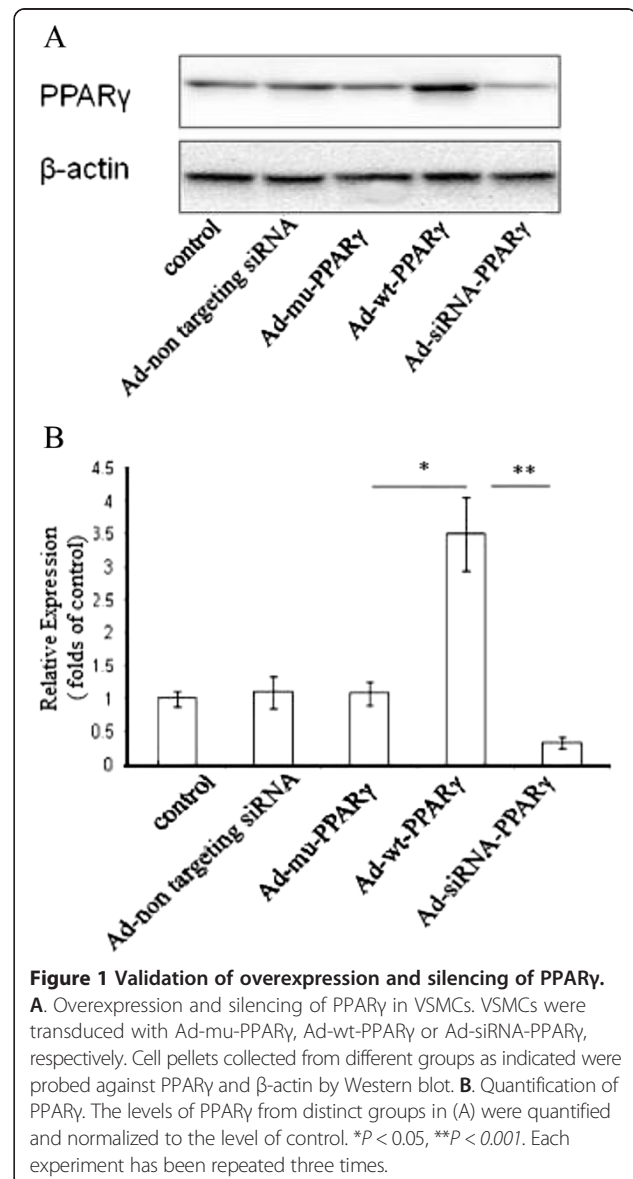 A
PPARγ
β-actin
control
Ad-non targeting siRNA
Ad-mu-PPARγ
Ad-wt-PPARγ
Ad-siRNA-PPARγ
B
Relative Expression
( folds of control)
4.5
4
3.5
3
2.5
2
1.5
1
0.5
0
*
**
control
Ad-non targeting siRNA
Ad-mu-PPARγ
Ad-wt-PPARγ
Ad-siRNA-PPARγ
Figure 1 Validation of overexpression and silencing of PPARγ.
A. Overexpression and silencing of PPARγ in VSMCs. VSMCs were
transduced with Ad-mu-PPARγ, Ad-wt-PPARγ or Ad-siRNA-PPARγ,
respectively. Cell pellets collected from different groups as indicated were
probed against PPARγ and β-actin by Western blot. B. Quantification of
PPARγ. The levels of PPARγ from distinct groups in (A) were quantified
and normalized to the level of control. *P < 0.05, **P < 0.001. Each
experiment has been repeated three times.